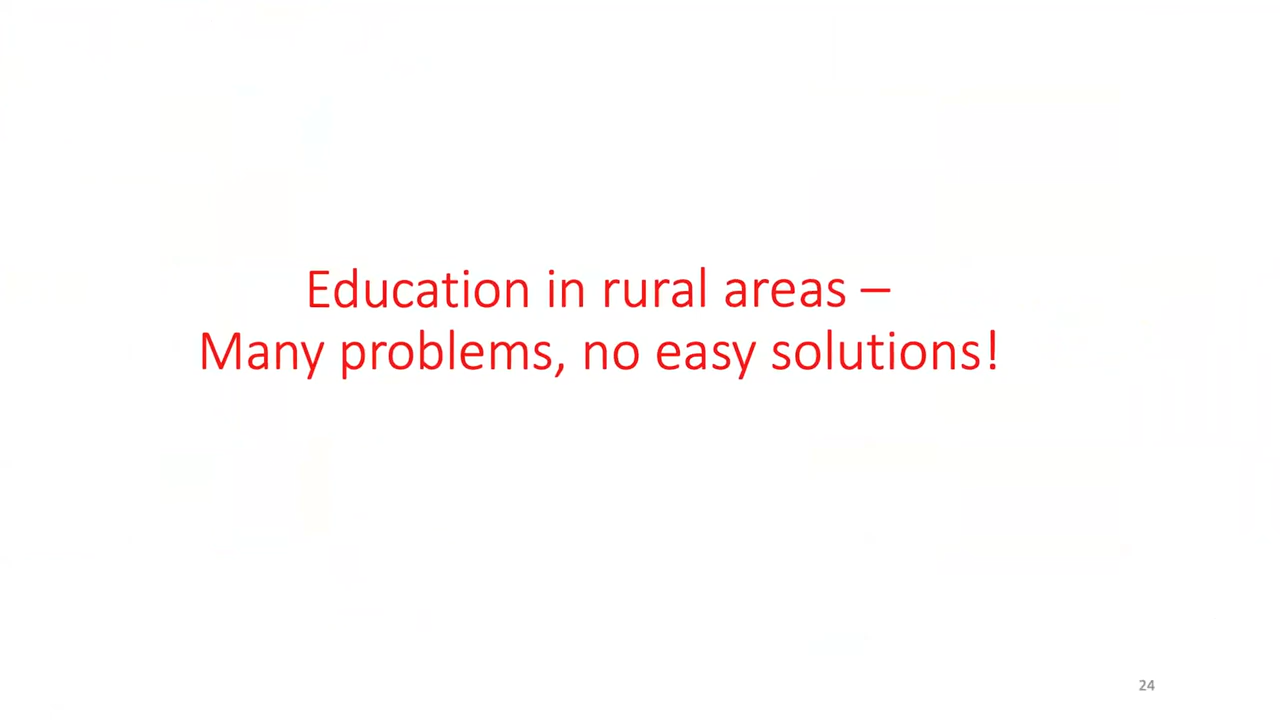 Education in rural areas –
Many problems, no easy solutions!
24